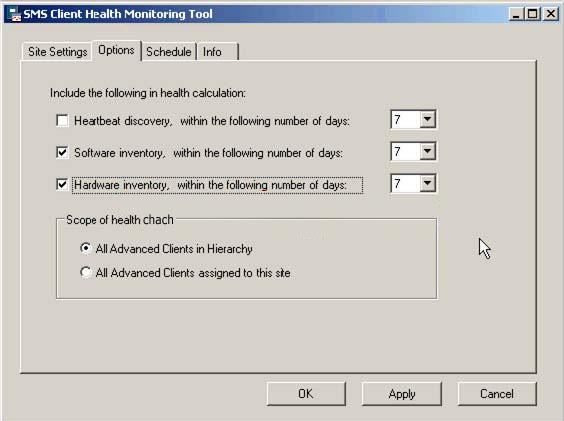 SMS Client Health Monitoring Tool
Site Settings Options Schedule Info
Include the following in health calculation:
Heartbeat discovery, within the following number of days: 7
Software inventory, within the following number of days: 7
Hardware inventory, within the following number of days: 7
Scope of health chach
All Advanced Clients in Hierarchy
All Advanced Clients assigned to this site
OK Apply Cancel